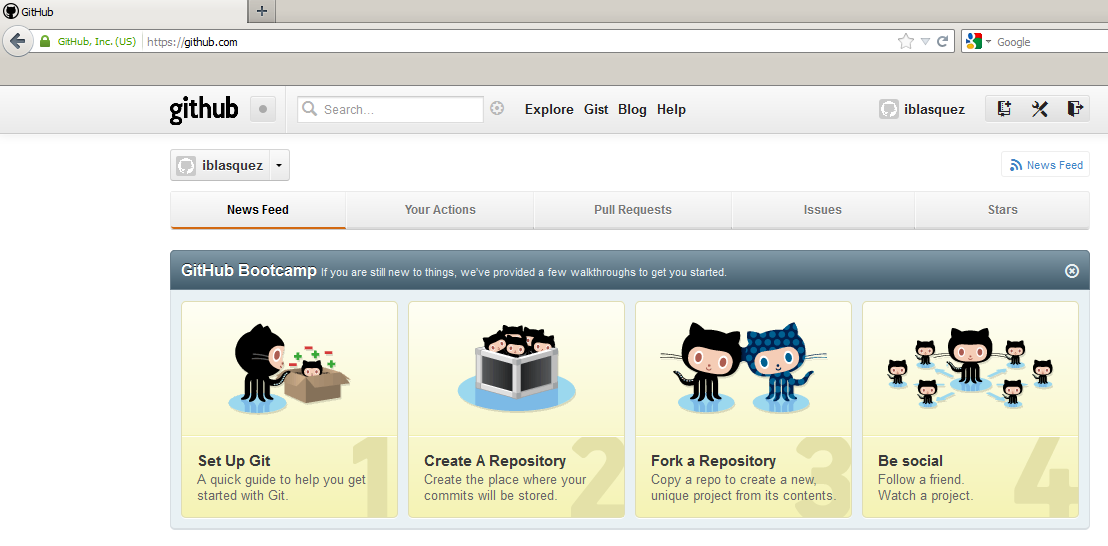 GitHub
GitHub, Inc. (US) https://github.com
Google
github
Search...
Explore Gist Blog Help
iblasquez
iblasquez
News Feed
News Feed Your Actions Pull Requests Issues Stars
GitHub Bootcamp If you are still new to things, we've provided a few walkthroughs to get you started.
1
Set Up Git
A quick guide to help you get
started with Git.
2
Create A Repository
Create the place where your
commits will be stored.
3
Fork a Repository
Copy a repo to create a new,
unique project from its contents.
4
Be social
Follow a friend.
Watch a project.